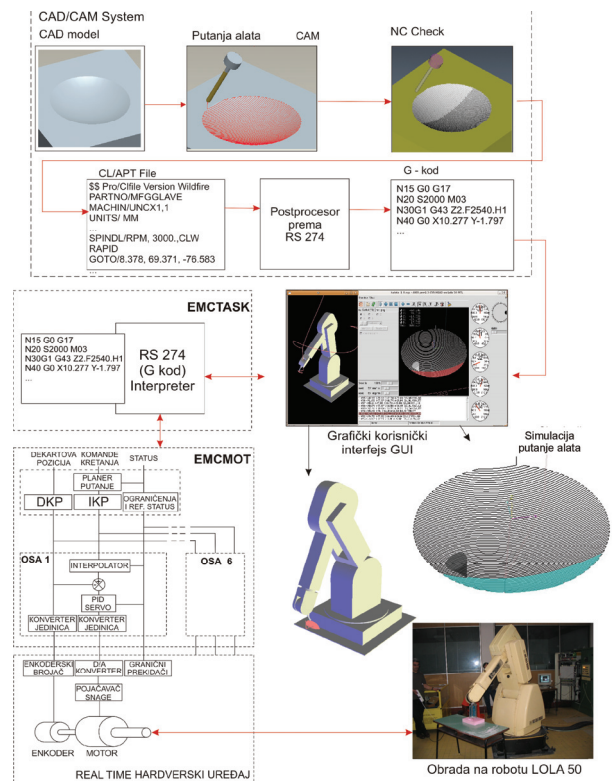 CAD/CAM System
CAD model
Putanja alata
CAM
NC Check
CL/APT File
$$ Pro/Clfile Version Wildfire
PARTNO/MFGGLAVE
MACHIN/UNCX1,1
UNITS/ MM
...
SPINDL/RPM, 3000.,CLW
RAPID
GOTO/8.378, 69.371, -76.583
...
Postprocesor
prema
RS 274
G - kod
N15 G0 G17
N20 S2000 M03
N30G1 G43 Z2.F2540.H1
N40 G0 X10.277 Y-1.797
...
EMCTASK
N15 G0 G17
N20 S2000 M03
N30G1 G43 Z2.F2540.H1
N40 G0 X10.277 Y-1.797
...
RS 274
(G kod)
Interpreter
Grafički korisnički
interfejs GUI
Simulacija
putanje alata
EMCMOT
DEKARTOVA
POZICIJA
KOMANDE
KRETANJA
STATUS
PLANER
PUTANJE
DKP
IKP
OGRANIČENJA
I REF. STATUS
OSA 1
INTERPOLATOR
PID
SERVO
KONVERTER
JEDINICA
KONVERTER
JEDINICA
OSA 6
ENKODERSKI
BROJAČ
D/A
KONVERTER
GRANIČNI
PREKIDAČI
POJAČAVAČ
SNAGE
ENKODER
MOTOR
REAL TIME HARDVERSKI UREĐAJ
Obrada na robotu LOLA 50